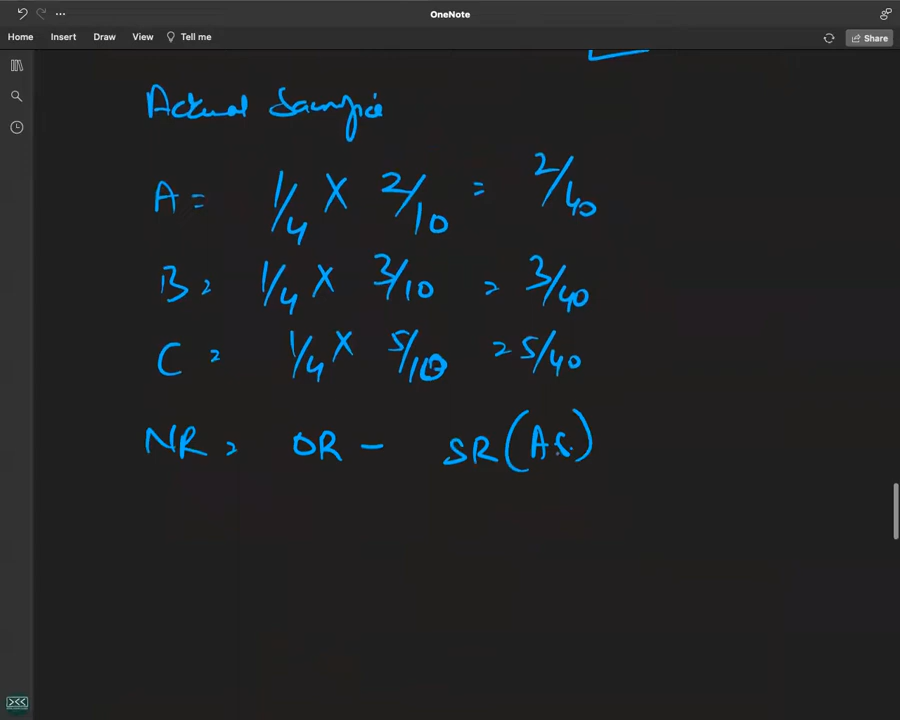 OneNote
Home Insert Draw View Tell me Share
Actual Sacrifice
A = 1/4 X 2/10 = 2/40
B = 1/4 X 3/10 = 3/40
C = 1/4 X 5/10 = 5/40
NR = OR - SR (A.S.)